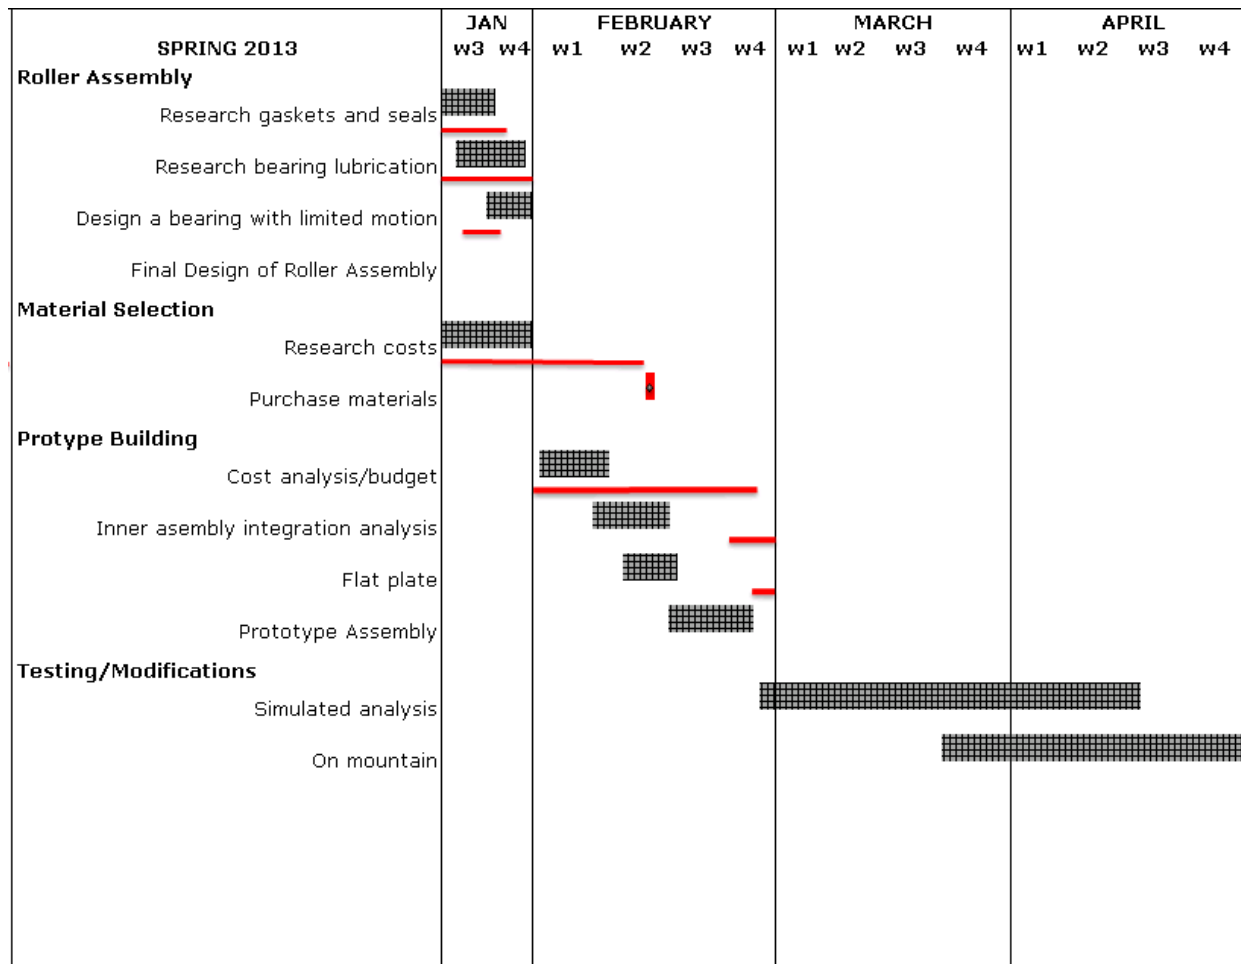 JAN FEBRUARY MARCH APRIL
SPRING 2013 w3 w4 w1 w2 w3 w4 w1 w2 w3 w4 w1 w2 w3 w4
Roller Assembly
Research gaskets and seals
Research bearing lubrication
Design a bearing with limited motion
Final Design of Roller Assembly
Material Selection
Research costs
Purchase materials
Protype Building
Cost analysis/budget
Inner asembly integration analysis
Flat plate
Prototype Assembly
Testing/Modifications
Simulated analysis
On mountain